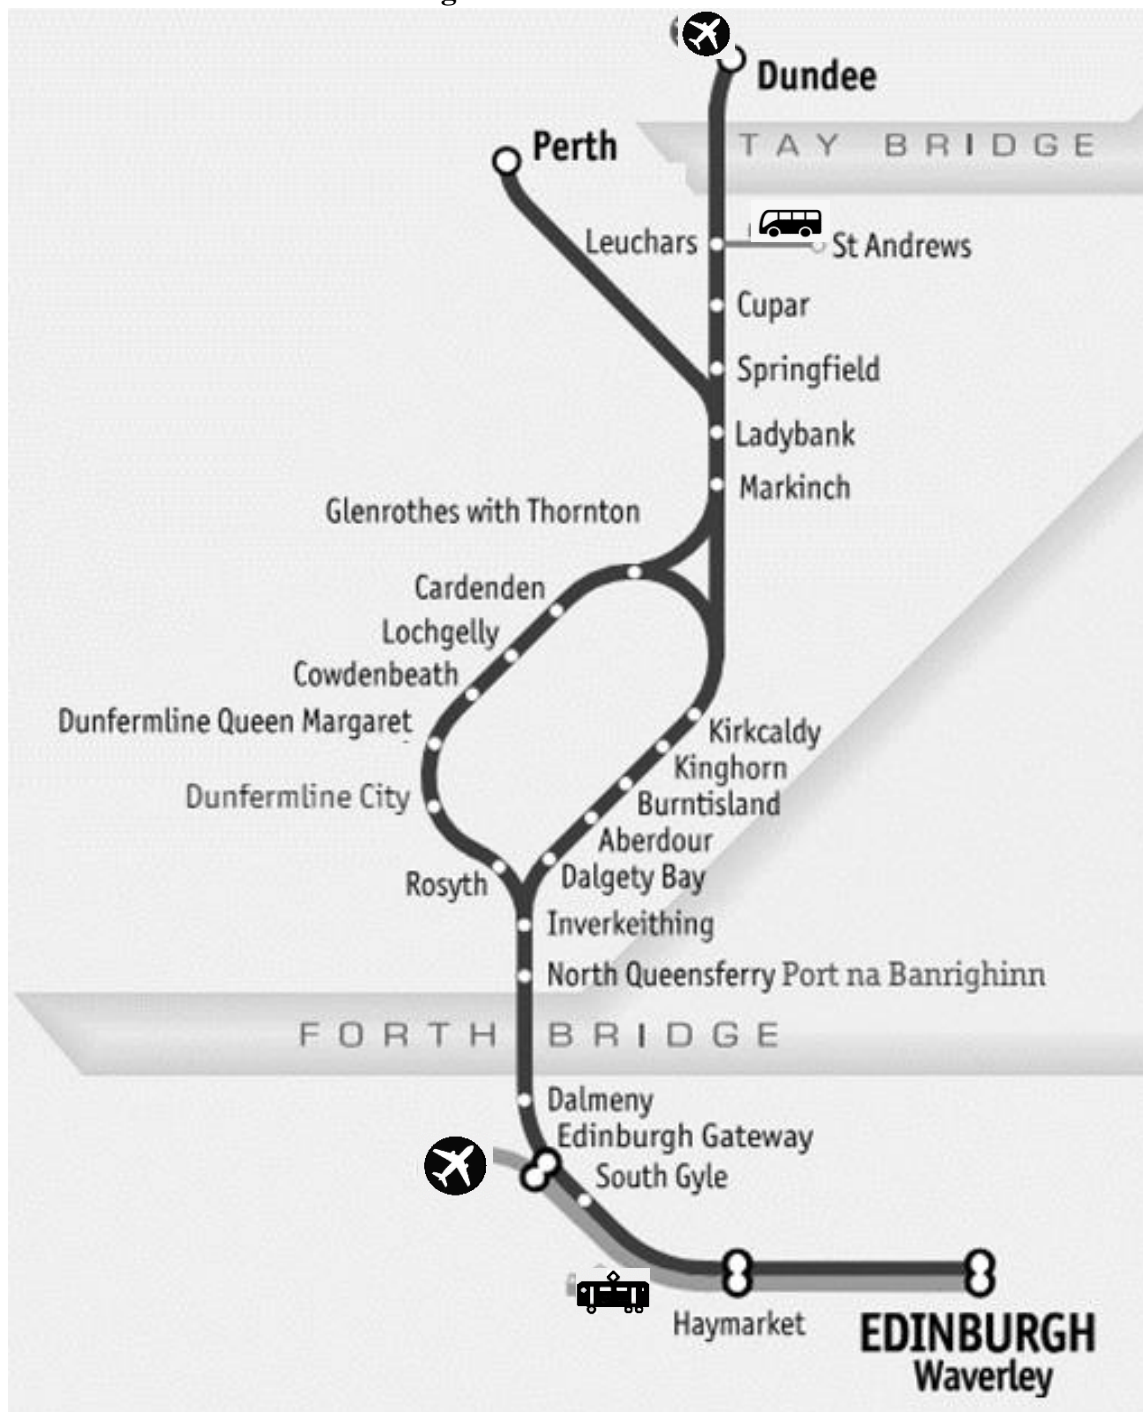 Dundee
TAY BRIDGE
Perth
Leuchars
St Andrews
Cupar
Springfield
Ladybank
Markinch
Glenrothes with Thornton
Cardenden
Lochgelly
Cowdenbeath
Dunfermline Queen Margaret
Dunfermline City
Rosyth
Kirkcaldy
Kinghorn
Burntisland
Aberdour
Dalgety Bay
Inverkeithing
North Queensferry Port na Banrighinn
FORTH BRIDGE
Dalmeny
Edinburgh Gateway
South Gyle
Haymarket
EDINBURGH
Waverley